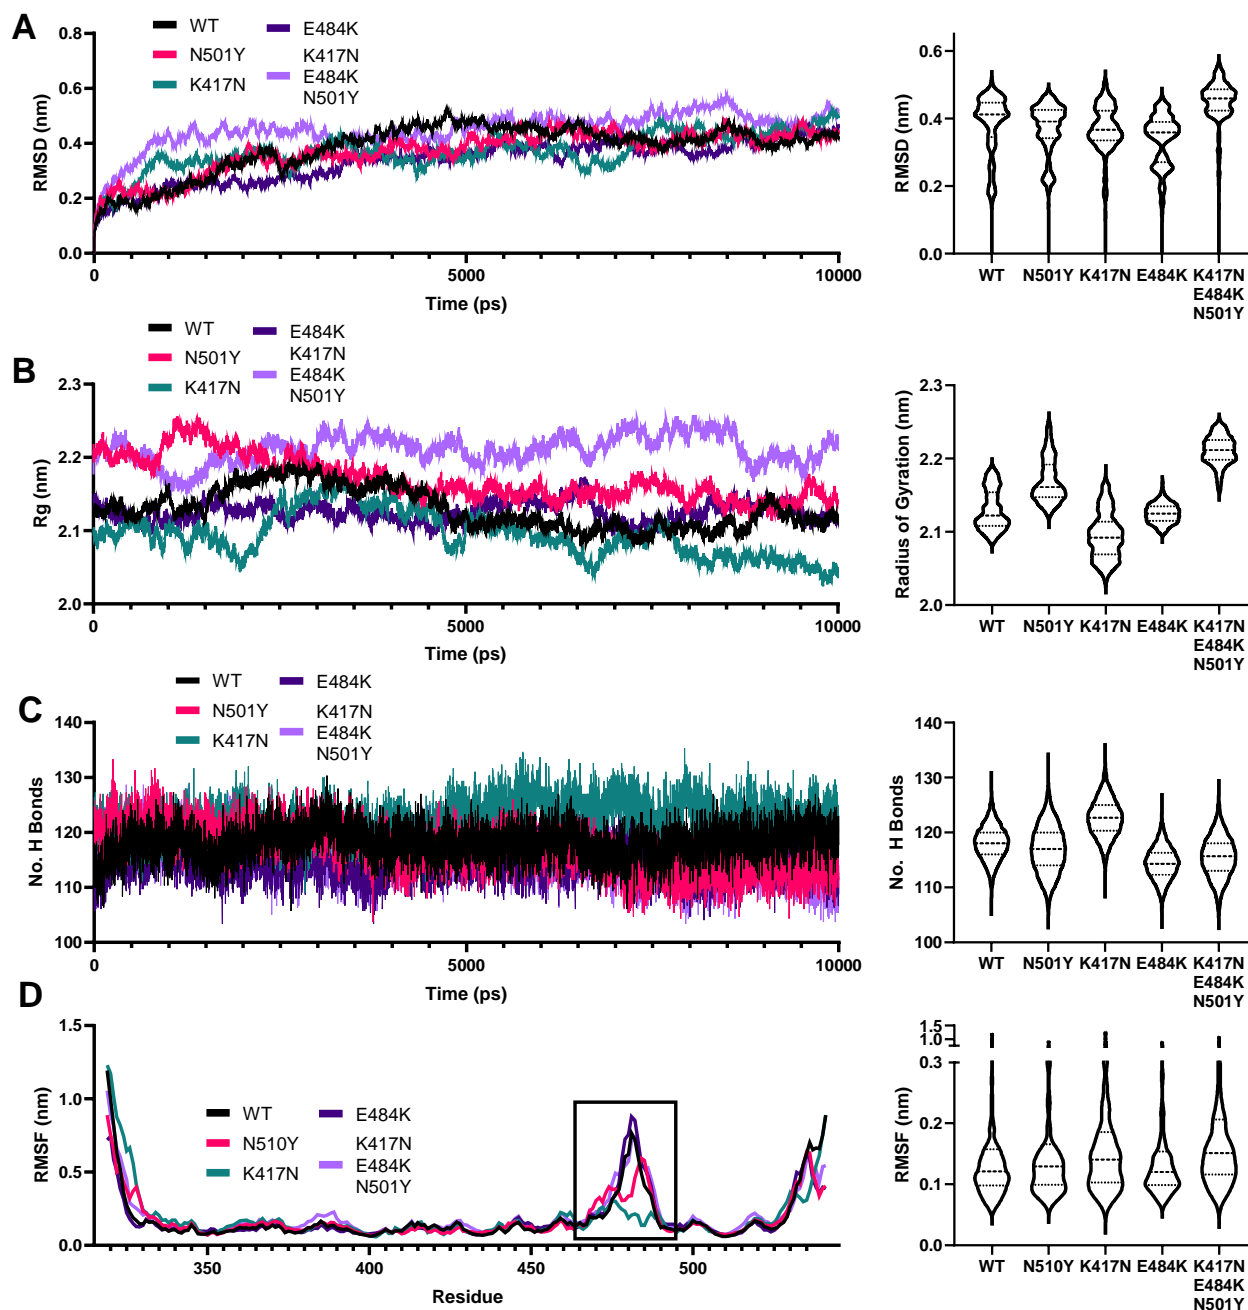 A
WT
N501Y
K417N
E484K
K417N
E484K
N501Y
RMSD (nm)
0.8
0.6
0.4
0.2
0.0
0
5000
10000
Time (ps)
RMSD (nm)
0.6
0.4
0.2
0.0
WT
N501Y
K417N
E484K
K417N
E484K
N501Y
B
WT
N501Y
K417N
E484K
K417N
E484K
N501Y
Rg (nm)
2.3
2.2
2.1
2.0
0
5000
10000
Time (ps)
Radius of Gyration (nm)
2.3
2.2
2.1
2.0
WT
N501Y
K417N
E484K
K417N
E484K
N501Y
C
WT
N501Y
K417N
E484K
K417N
E484K
N501Y
No. H Bonds
140
130
120
110
100
0
5000
10000
Time (ps)
No. H Bonds
140
130
120
110
100
WT
N501Y
K417N
E484K
K417N
E484K
N501Y
D
WT
N510Y
K417N
E484K
K417N
E484K
N501Y
RMSF (nm)
1.5
1.0
0.5
0.0
350
400
450
500
Residue
RMSF (nm)
1.5
1.0
0.3
0.2
0.1
0.0
WT
N510Y
K417N
E484K
K417N
E484K
N501Y